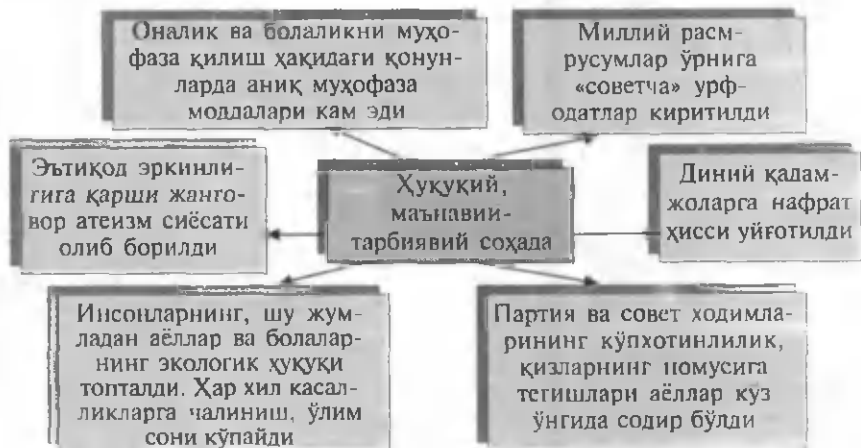 Оналик ва болаликни муҳо-
фаза қилиш ҳақидаги қонун-
ларда аниқ муҳофаза
моддалари кам эди
Миллий расм-
русумлар ўрнига
«советча» урф-
одатлар киритилди
Эътиқод эркинли-
гига қарши жанго-
вор атеизм сиёсати
олиб борилди
Ҳуқуқий,
маънавий-
тарбиявий соҳада
Диний қадам-
жоларга нафрат
ҳисси уйғотилди
Инсонларнинг, шу жум-
ладан аёллар ва болалар-
нинг экологик ҳуқуқи
топталди. Ҳар хил касал-
ликларга чалиниш, ўлим
сони кўпайди
Партия ва совет ходимла-
рининг кўпхотинлилик,
қизларнинг номусига
тегишлари аёллар кўз
ўнгида содир бўлди